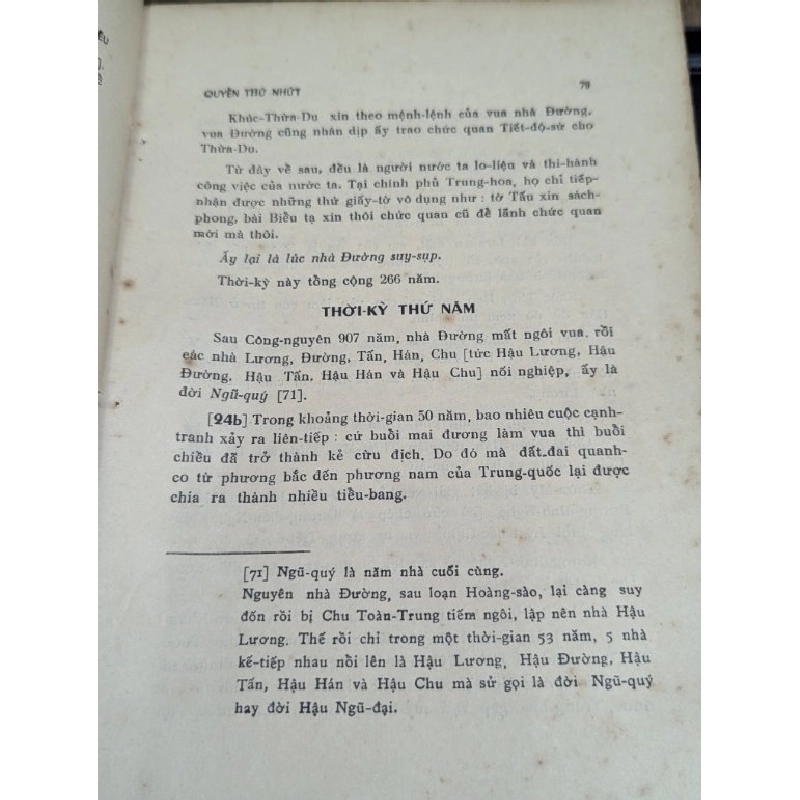 QUYỂN THỨ NHỨT 79
Khúc-Thừa-Du xin theo mệnh-lệnh của vua nhà Đường,
vua Đường cũng nhân dịp ấy trao chức quan Tiết-độ-sứ cho
Thừa-Du.
Từ đây về sau, đều là người nước ta lo-liệu và thi-hành
công việc của nước ta. Tại chính phủ Trung-hoa, họ chỉ tiếp-
nhận được những thứ giấy-tờ vô dụng như : tờ Tấu xin sách-
phong, bài Biểu tạ xin thôi chức quan cũ để lãnh chức quan
mới mà thôi.
Ấy lại là lúc nhà Đường suy-sụp.
Thời-kỳ này tổng cộng 266 năm.
THỜI-KỲ THỨ NĂM
Sau Công-nguyên 907 năm, nhà Đường mất ngôi vua, rồi
các nhà Lương, Đường, Tấn, Hán, Chu [tức Hậu Lương, Hậu
Đường, Hậu Tấn, Hậu Hán và Hậu Chu] nối nghiệp, ấy là
đời Ngũ-quý [71].
[24b] Trong khoảng thời-gian 50 năm, bao nhiêu cuộc cạnh-
tranh xảy ra liên-tiếp : cứ buổi mai đương làm vua thì buổi
chiều đã trở thành kẻ cừu địch. Do đó mà đất-đai quanh-
co từ phương bắc đến phương nam của Trung-quốc lại được
chia ra thành nhiều tiểu-bang.
[71] Ngũ-quý là năm nhà cuối cùng.
Nguyên nhà Đường, sau loạn Hoàng-sào, lại càng suy
đốn rồi bị Chu Toàn-Trung tiếm ngôi, lập nên nhà Hậu
Lương. Thế rồi chỉ trong một thời-gian 53 năm, 5 nhà
kế-tiếp nhau nổi lên là Hậu Lương, Hậu Đường, Hậu
Tấn, Hậu Hán và Hậu Chu mà sử gọi là đời Ngũ-quý
hay đời Hậu Ngũ-đại.